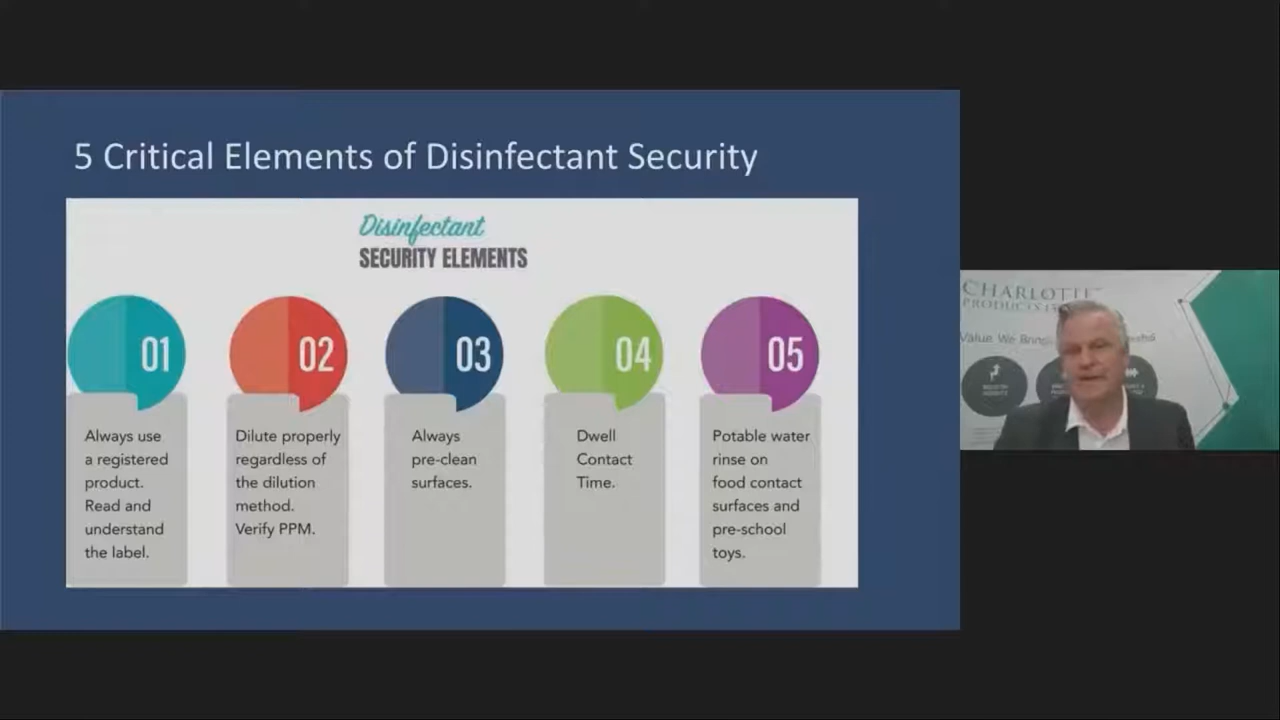 5 Critical Elements of Disinfectant Security
Disinfectant
SECURITY ELEMENTS
01
Always use
a registered
product.
Read and
understand
the label.
02
Dilute properly
regardless of
the dilution
method.
Verify PPM.
03
Always
pre-clean
surfaces.
04
Dwell
Contact
Time.
05
Potable water
rinse on
food contact
surfaces and
pre-school
toys.
CHARLOTTE
PRODUCTS
Value We Bring